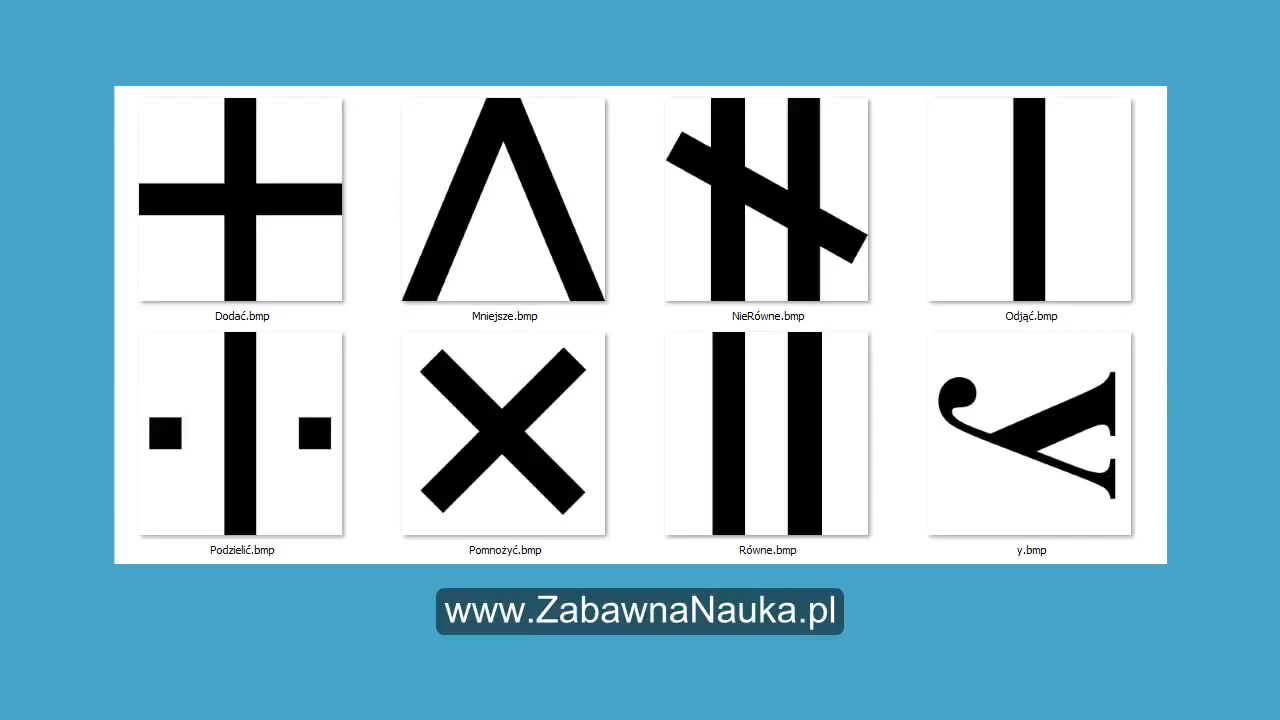 Dodać.bmp
Mniejsze.bmp
NieRówne.bmp
Odjąć.bmp
y
Podzielić.bmp
Pomnożyć.bmp
Równe.bmp
y.bmp
www.ZabawnaNauka.pl